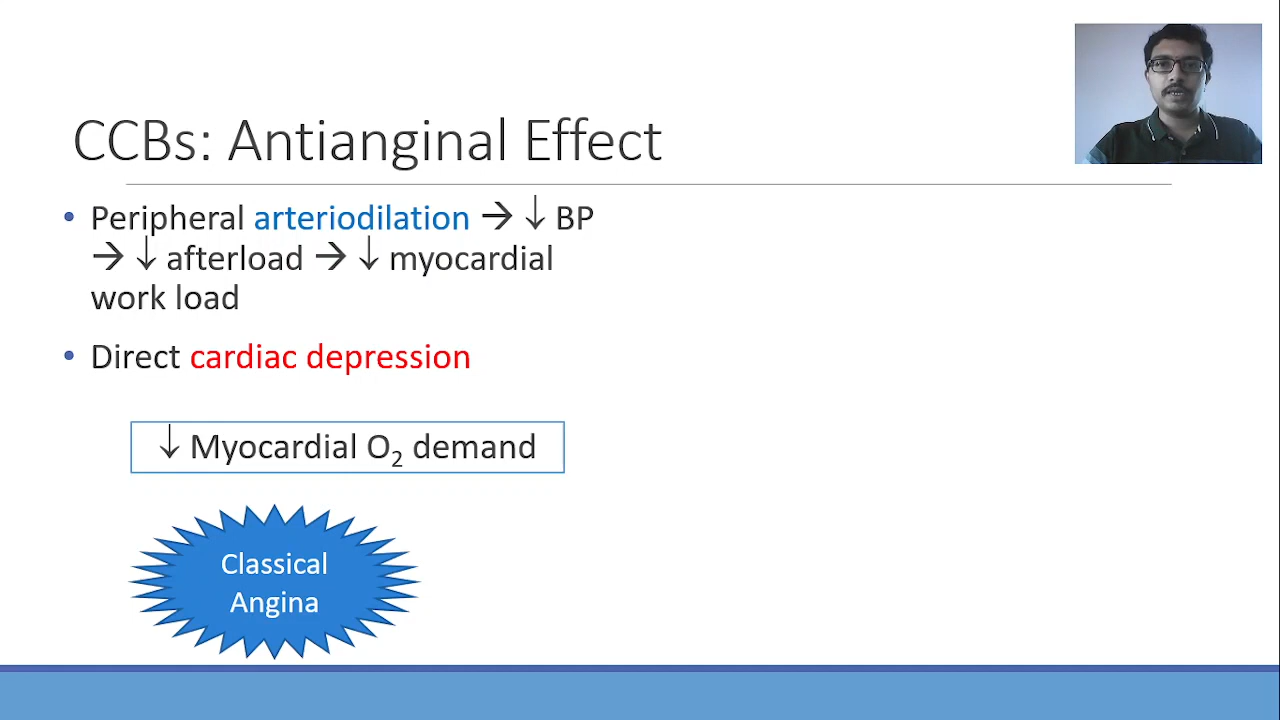 CCBs: Antianginal Effect
• Peripheral arteriodilation → ↓ BP
→ ↓ afterload → ↓ myocardial
work load
• Direct cardiac depression
↓ Myocardial O₂ demand
Classical
Angina